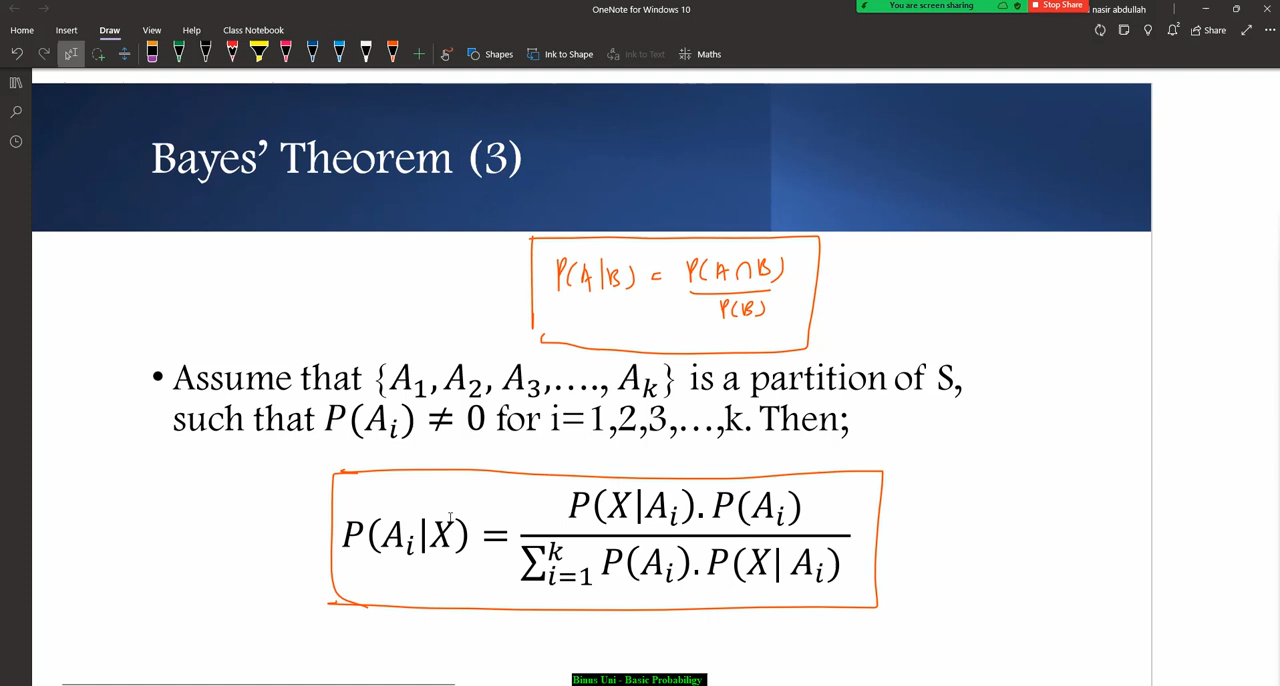 OneNote for Windows 10
You are screen sharing
Stop Share
nasir abdullah
Home Insert Draw View Help Class Notebook
Share
Shapes Ink to Shape Ink to Text Maths
Bayes’ Theorem (3)
P(A|B) = P(A∩B)
P(B)
• Assume that {A₁, A₂, A₃,…., Aₖ} is a partition of S,
such that P(Aᵢ) ≠ 0 for i=1,2,3,…,k. Then;
P(Aᵢ|X) = P(X|Aᵢ). P(Aᵢ)
∑ᵢ₌₁ᵏ P(Aᵢ). P(X| Aᵢ)
Binus Uni - Basic Probabiligy